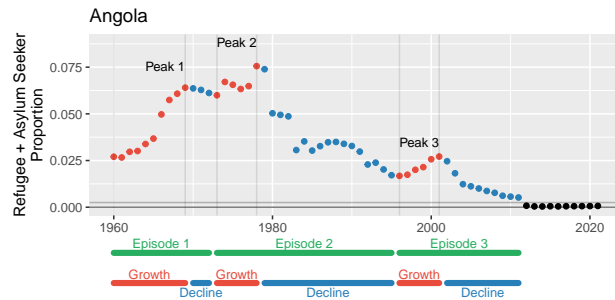 Angola
Refugee + Asylum Seeker
Proportion
0.075
0.050
0.025
0.000
Peak 1
Peak 2
Peak 3
1960
1980
2000
2020
Episode 1
Episode 2
Episode 3
Growth
Growth
Growth
Decline
Decline
Decline